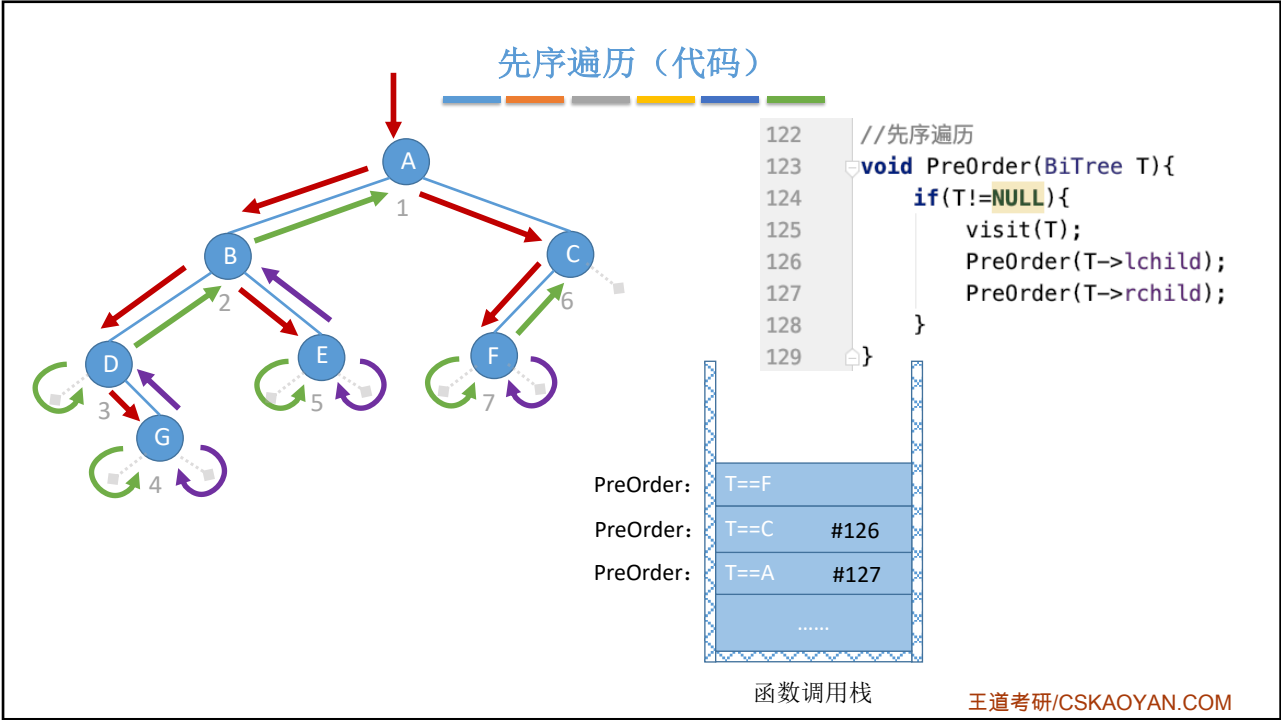 先序遍历（代码）
A
1
B
2
C
6
D
3
E
5
F
7
G
4
122 //先序遍历
123 void PreOrder(BiTree T){
124 if(T!=NULL){
125 visit(T);
126 PreOrder(T->lchild);
127 PreOrder(T->rchild);
128 }
129 }
PreOrder： T==F
PreOrder： T==C #126
PreOrder： T==A #127
……
函数调用栈
王道考研/CSKAOYAN.COM